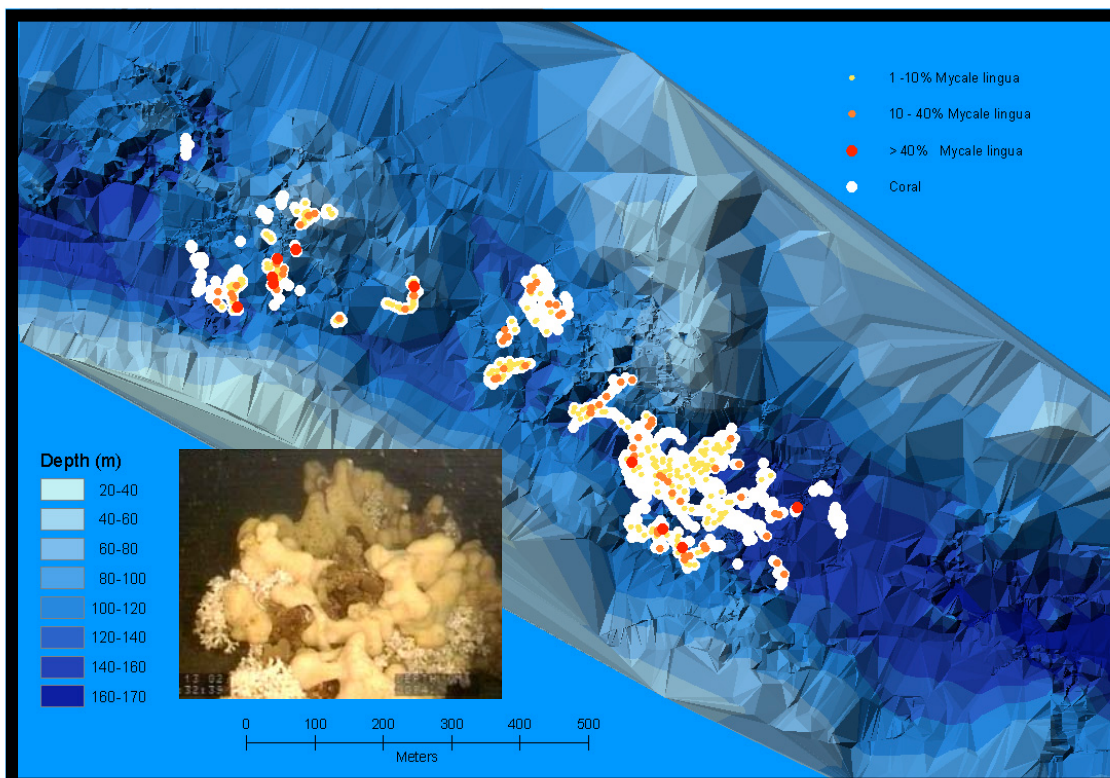 1 -10% Mycale lingua
10 - 40% Mycale lingua
>40% Mycale lingua
Coral
Depth (m)
20-40
40-60
60-80
80-100
100-120
120-140
140-160
160-170
0 100 200 300 400 500
Meters